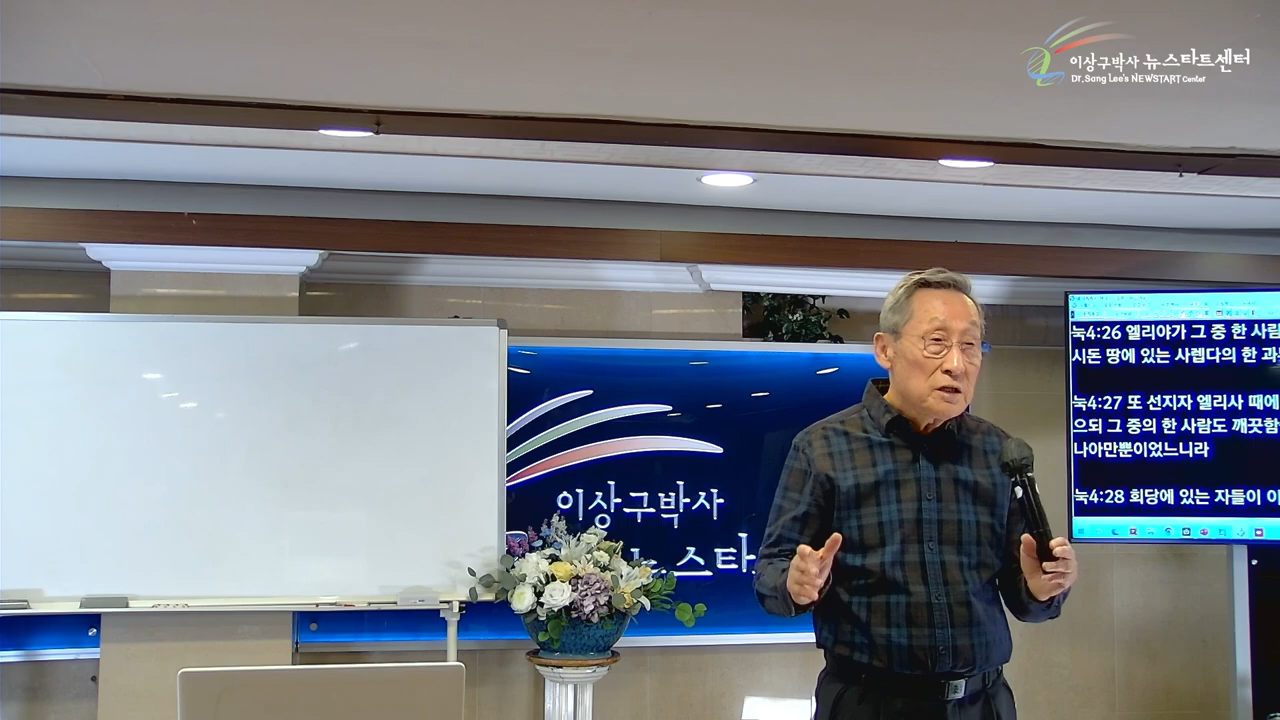 이상구박사 뉴스타트센터
Dr. Sang Lee's NEWSTART Center
눅4:26 엘리야가 그 중 한 사람
시돈 땅에 있는 사렙다의 한 과
눅4:27 또 선지자 엘리사 때에
으되 그 중의 한 사람도 깨끗함
나아만뿐이었느니라
눅4:28 회당에 있는 자들이 이
이상구박사
스타